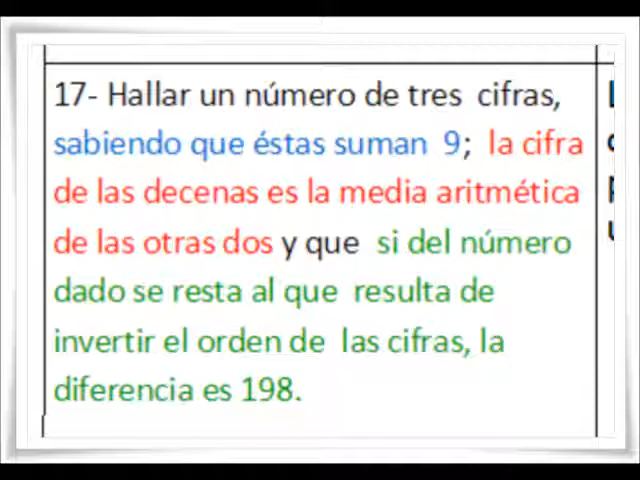 17- Hallar un número de tres cifras,
sabiendo que éstas suman 9; la cifra
de las decenas es la media aritmética
de las otras dos y que si del número
dado se resta al que resulta de
invertir el orden de las cifras, la
diferencia es 198.